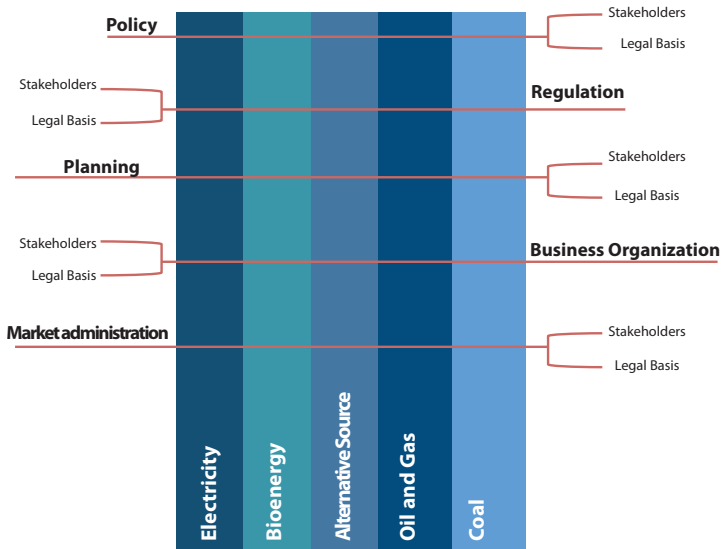 Policy
Stakeholders
Legal Basis
Stakeholders
Legal Basis
Regulation
Planning
Stakeholders
Legal Basis
Stakeholders
Legal Basis
Business Organization
Market administration
Stakeholders
Legal Basis
Electricity
Bioenergy
Alternative Source
Oil and Gas
Coal